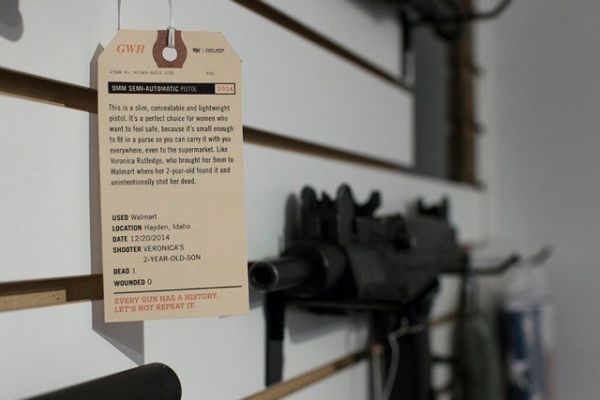 GWH
9MM SEMI-AUTOMATIC PISTOL 2014
This is a slim, concealable and lightweight
pistol. It's a perfect choice for women who
want to feel safe, because it's small enough
to fit in a purse so you can carry it with you
everywhere, even to the supermarket. Like
Veronica Rutledge, who brought her 9mm to
Walmart where her 2-year-old found it and
unintentionally shot her dead.
USED Walmart
LOCATION Hayden, Idaho
DATE 12/20/2014
SHOOTER VERONICA'S
2-YEAR-OLD-SON
DEAD 1
WOUNDED 0
EVERY GUN HAS A HISTORY.
LET'S NOT REPEAT IT.